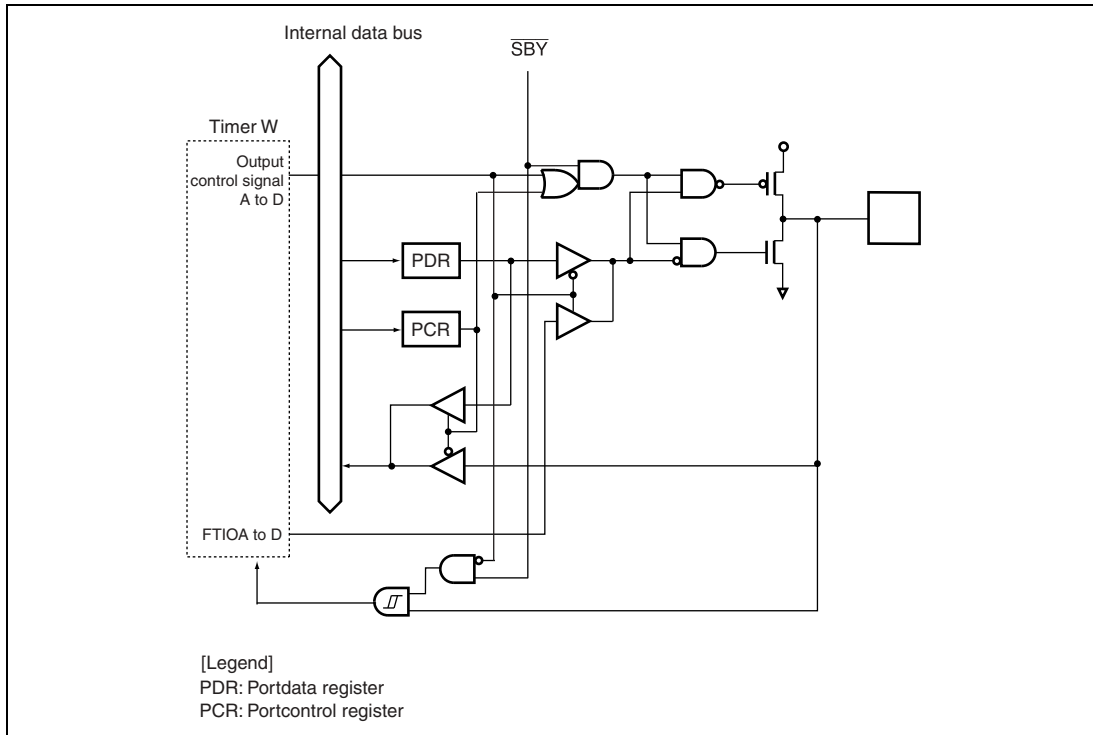 Internal data bus
S̅B̅Y̅
Timer W
Output
control signal
A to D
PDR
PCR
FTIOA to D
[Legend]
PDR: Portdata register
PCR: Portcontrol register